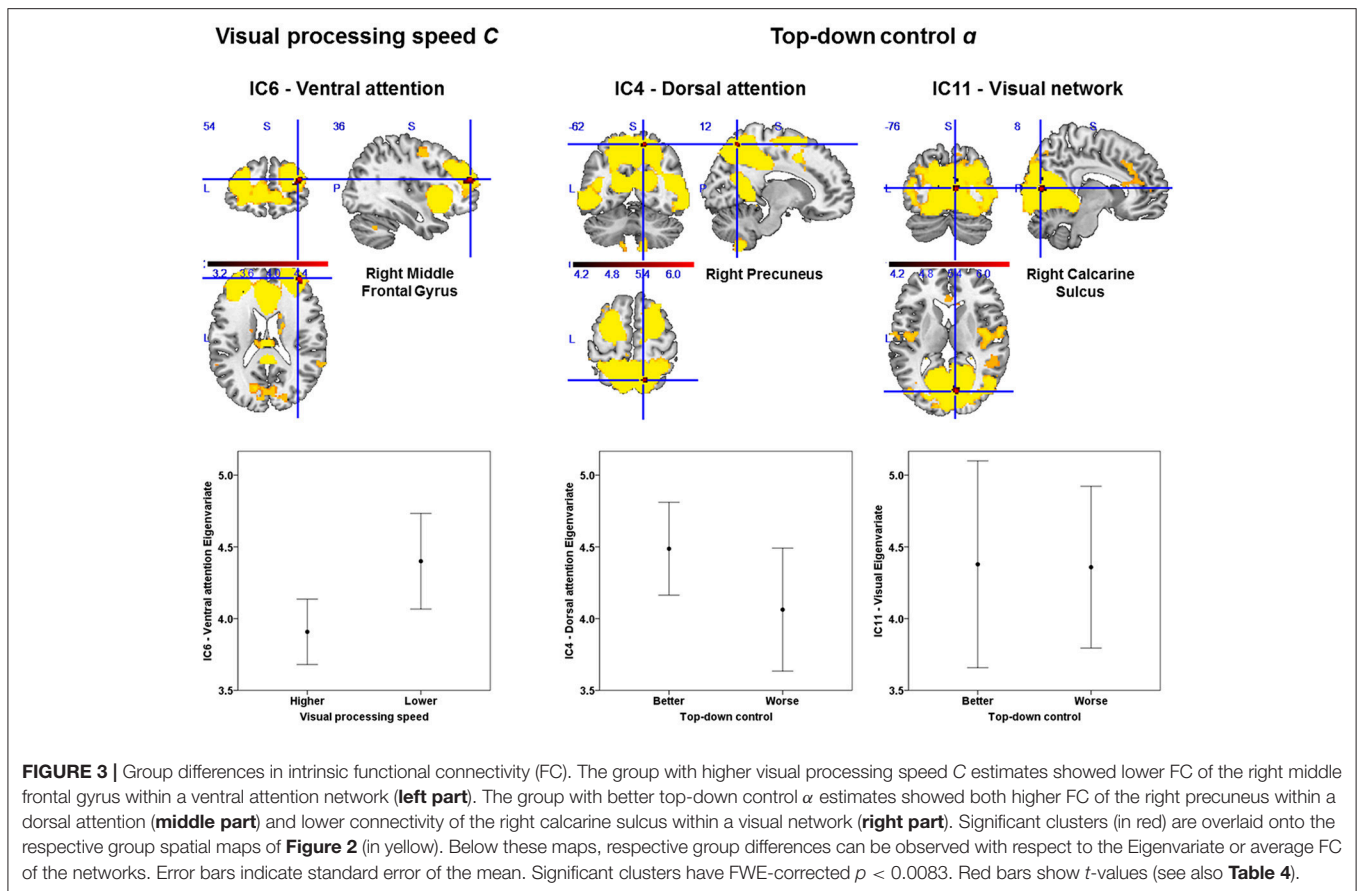 Visual processing speed C
Top-down control α
IC6 - Ventral attention
IC4 - Dorsal attention
IC11 - Visual network
54 S 36 S
L P
3.2 3.6 4.0 4.4
Right Middle
Frontal Gyrus
L
-62 S 12 S
L P
4.2 4.8 5.4 6.0
Right Precuneus
L
-76 S 8 S
L P
4.2 4.8 5.4 6.0
Right Calcarine
Sulcus
L
IC6 - Ventral attention Eigenvariate
5.0
4.5
4.0
3.5
Higher Lower
Visual processing speed
IC4 - Dorsal attention Eigenvariate
5.0
4.5
4.0
3.5
Better Worse
Top-down control
IC11 - Visual Eigenvariate
5.0
4.5
4.0
3.5
Better Worse
Top-down control
FIGURE 3 | Group differences in intrinsic functional connectivity (FC). The group with higher visual processing speed C estimates showed lower FC of the right middle
frontal gyrus within a ventral attention network (left part). The group with better top-down control α estimates showed both higher FC of the right precuneus within a
dorsal attention (middle part) and lower connectivity of the right calcarine sulcus within a visual network (right part). Significant clusters (in red) are overlaid onto the
respective group spatial maps of Figure 2 (in yellow). Below these maps, respective group differences can be observed with respect to the Eigenvariate or average FC
of the networks. Error bars indicate standard error of the mean. Significant clusters have FWE-corrected p < 0.0083. Red bars show t-values (see also Table 4).